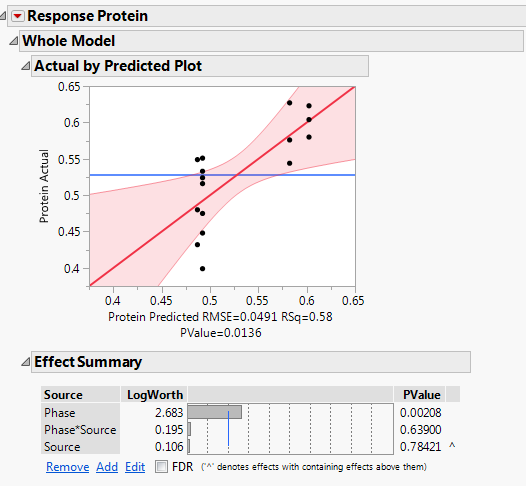 Response Protein
Whole Model
Actual by Predicted Plot
0.65
0.6
0.55
0.5
0.45
0.4
Protein Actual
0.4 0.45 0.5 0.55 0.6 0.65
Protein Predicted RMSE=0.0491 RSq=0.58
PValue=0.0136
Effect Summary
Source LogWorth PValue
Phase 2.683 0.00208
Phase*Source 0.195 0.63900
Source 0.106 0.78421 ^
Remove Add Edit FDR ('^' denotes effects with containing effects above them)